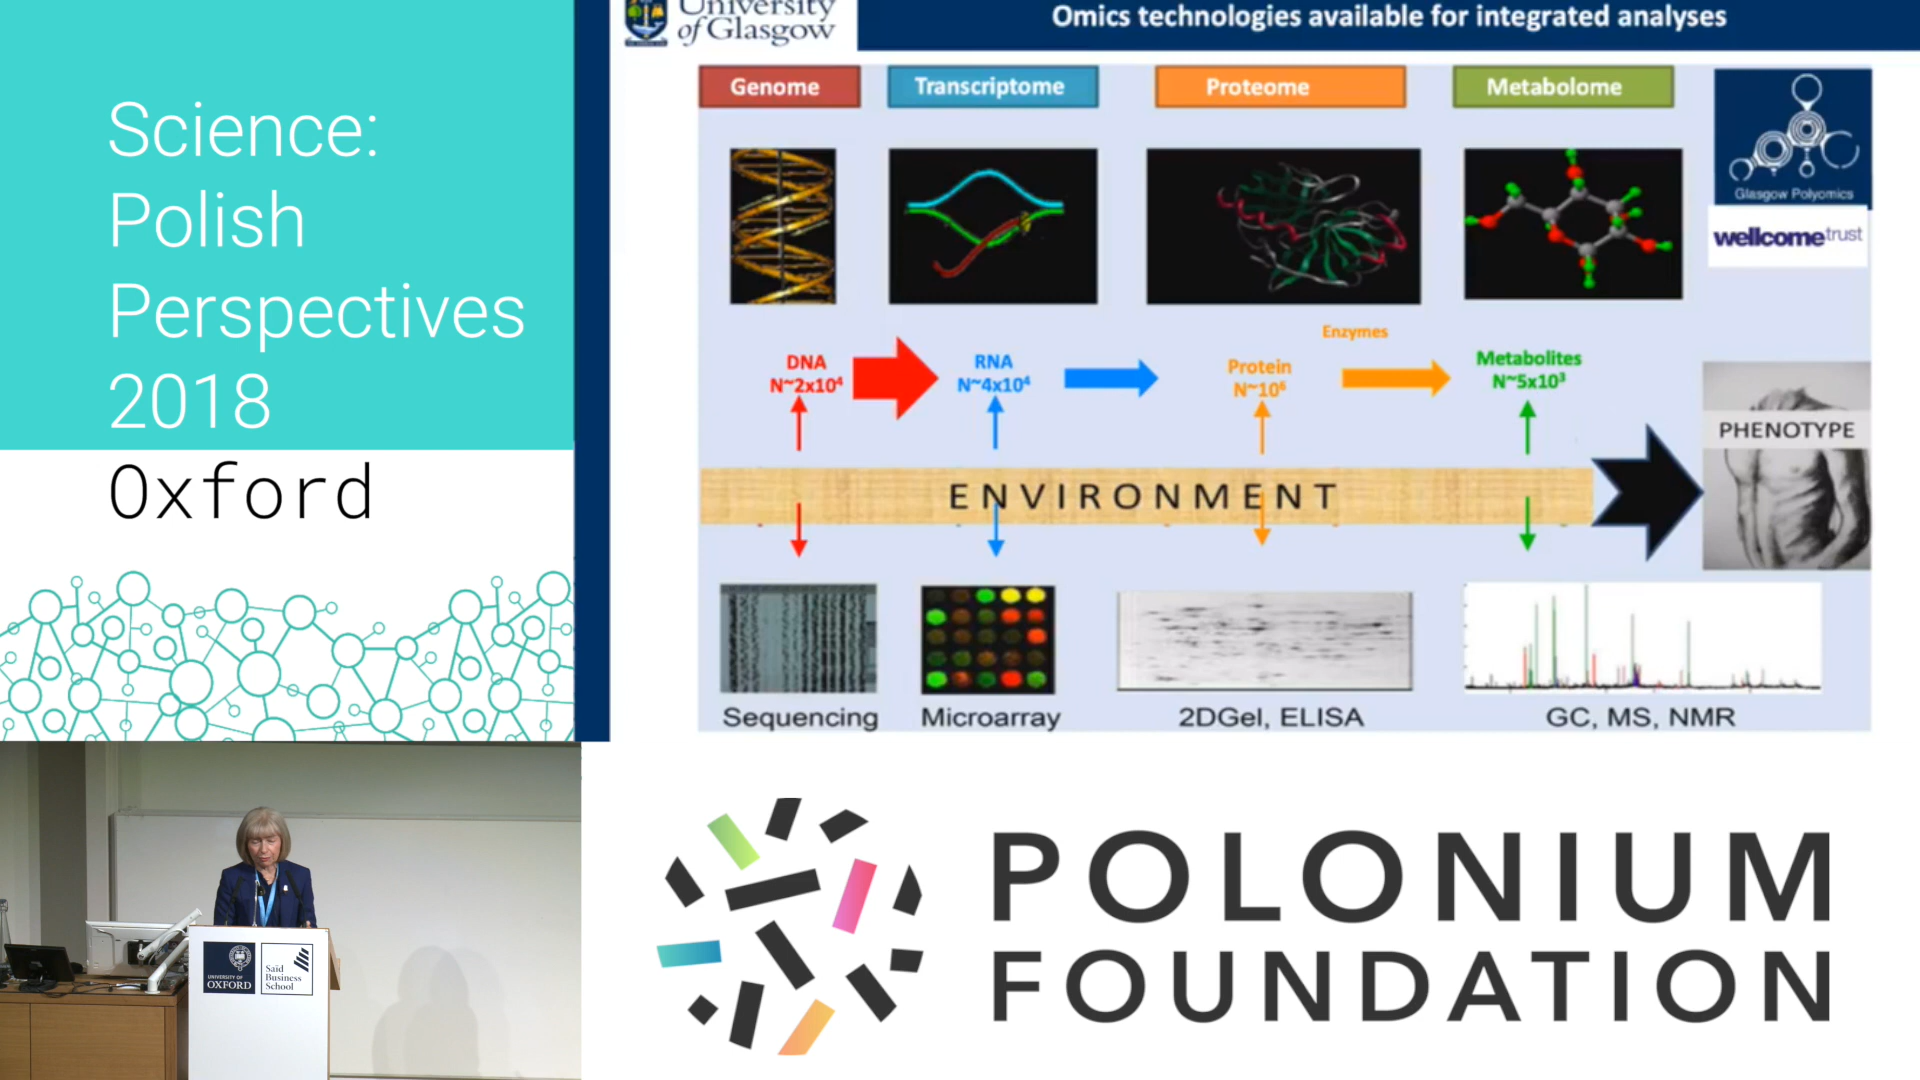 Science:
Polish
Perspectives
2018
Oxford
University
of Glasgow
Omics technologies available for integrated analyses
Genome
Transcriptome
Proteome
Metabolome
Glasgow Polyomics
wellcometrust
Enzymes
DNA
N~2x10⁴
RNA
N~4x10⁴
Protein
N~10⁶
Metabolites
N~5x10³
PHENOTYPE
ENVIRONMENT
Sequencing
Microarray
2DGel, ELISA
GC, MS, NMR
UNIVERSITY OF
OXFORD
Saïd
Business
School
POLONIUM
FOUNDATION